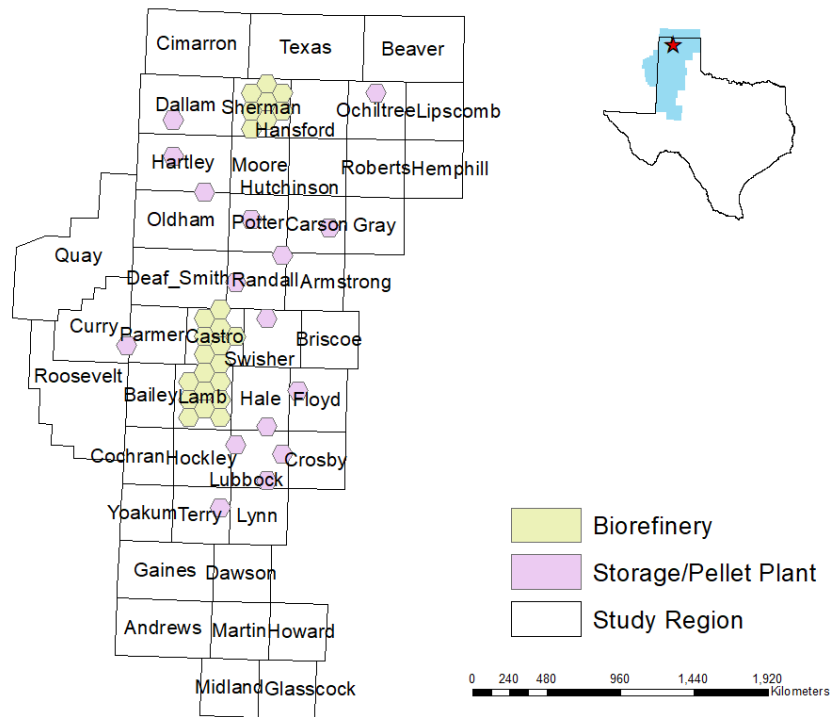 Cimarron Texas Beaver
Dallam Sherman Ochiltree Lipscomb
Hansford
Hartley Moore Roberts Hemphill
Hutchinson
Oldham Potter Carson Gray
Quay
Deaf_Smith Randall Armstrong
Curry Parmer Castro Briscoe
Swisher
Roosevelt
Bailey Lamb Hale Floyd
Cochran Hockley Crosby
Lubbock
Yoakum Terry Lynn
Gaines Dawson
Andrews Martin Howard
Midland Glasscock
Biorefinery
Storage/Pellet Plant
Study Region
0 240 480 960 1,440 1,920
Kilometers